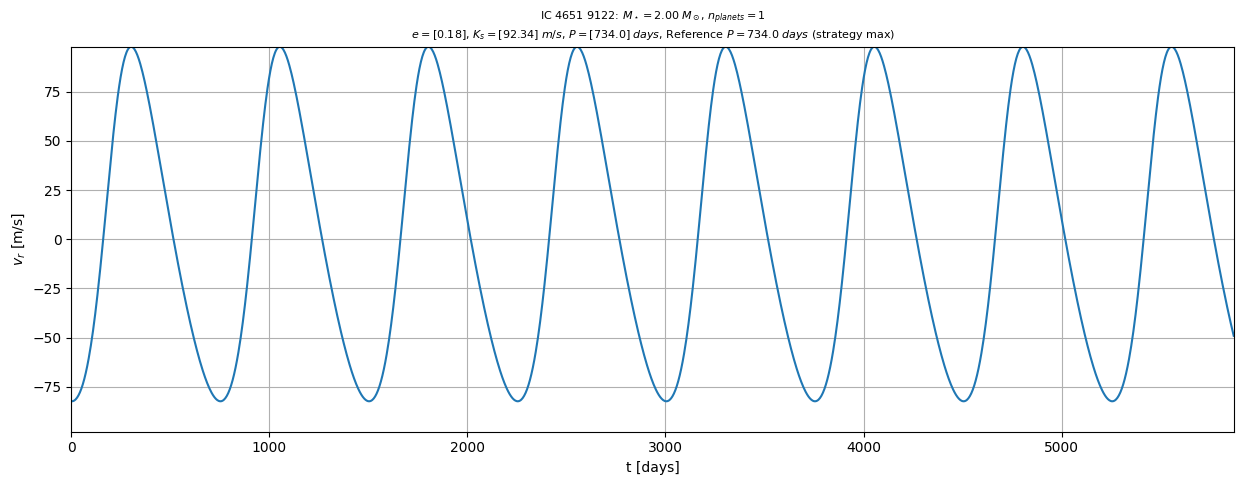 IC 4651 9122: $M_\star = 2.00\ M_\odot$, $n_{planets} = 1$
$e = [0.18]$, $K_s = [92.34]\ m/s$, $P = [734.0]\ days$, Reference $P = 734.0\ days$ (strategy max)
75
50
25
0
−25
−50
−75
$v_r$ [m/s]
0 1000 2000 3000 4000 5000
t [days]